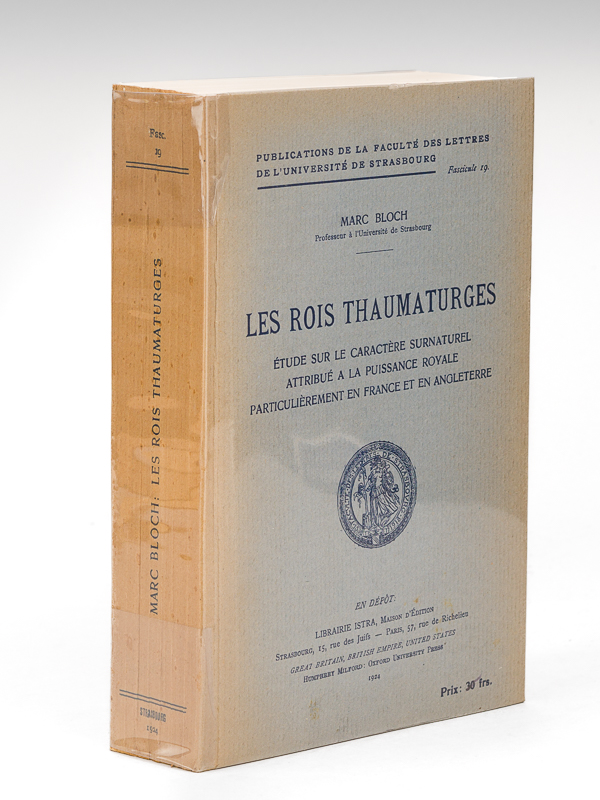 Fasc.
19
MARC BLOCH: LES ROIS THAUMATURGES
STRASBOURG
1924
PUBLICATIONS DE LA FACULTÉ DES LETTRES
DE L'UNIVERSITÉ DE STRASBOURG
Fascicule 19.
MARC BLOCH
Professeur à l'Université de Strasbourg
LES ROIS THAUMATURGES
ÉTUDE SUR LE CARACTÈRE SURNATUREL
ATTRIBUÉ A LA PUISSANCE ROYALE
PARTICULIÈREMENT EN FRANCE ET EN ANGLETERRE
EN DÉPÔT:
LIBRAIRIE ISTRA, MAISON D'ÉDITION
STRASBOURG, 15, rue des Juifs — PARIS, 57, rue de Richelieu
GREAT BRITAIN, BRITISH EMPIRE, UNITED STATES
HUMPHREY MILFORD: OXFORD UNIVERSITY PRESS
1924
Prix: 30 frs.